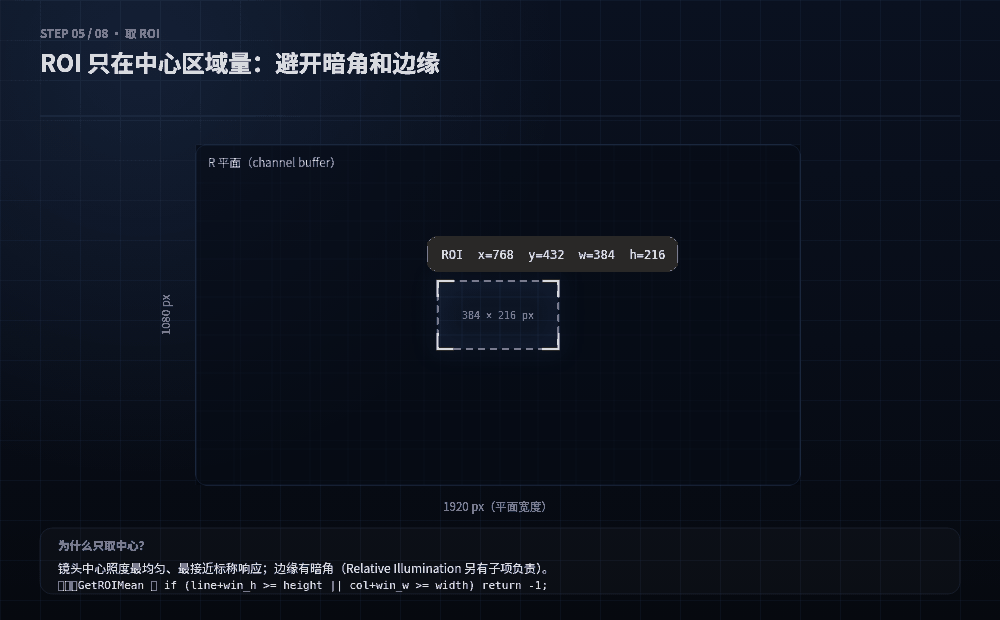 STEP 05 / 08 · 取 ROI
ROI 只在中心区域量：避开暗角和边缘
R 平面（channel buffer）
ROI x=768 y=432 w=384 h=216
384 × 216 px
1080 px
1920 px（平面宽度）
为什么只取中心?
镜头中心照度最均匀、最接近标称响应；边缘有暗角（Relative Illumination 另有子项负责）。
GetROIMean if (line+win_h >= height || col+win_w >= width) return -1;